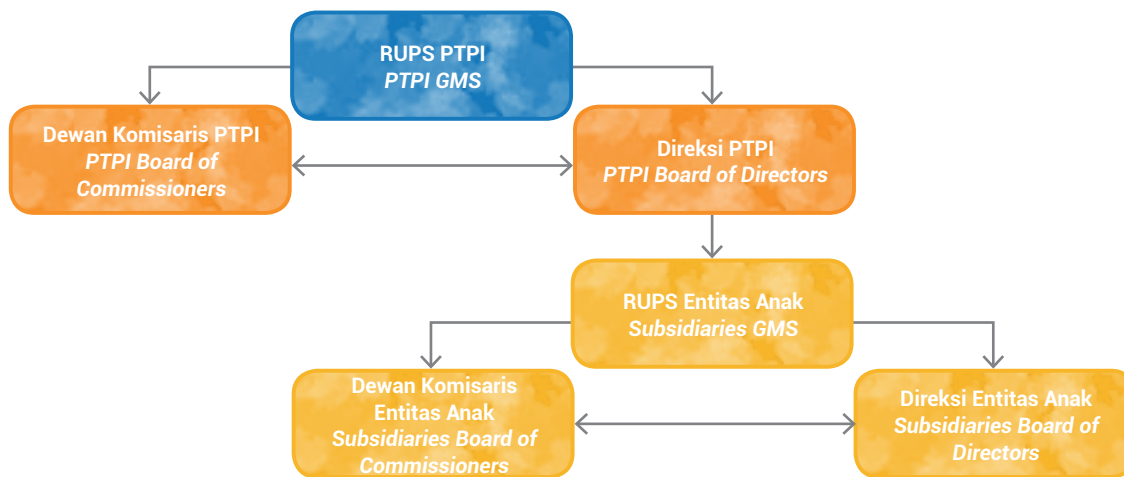 RUPS PTPI
PTPI GMS
Dewan Komisaris PTPI
PTPI Board of
Commissioners
Direksi PTPI
PTPI Board of Directors
RUPS Entitas Anak
Subsidiaries GMS
Dewan Komisaris
Entitas Anak
Subsidiaries Board of
Commissioners
Direksi Entitas Anak
Subsidiaries Board of
Directors